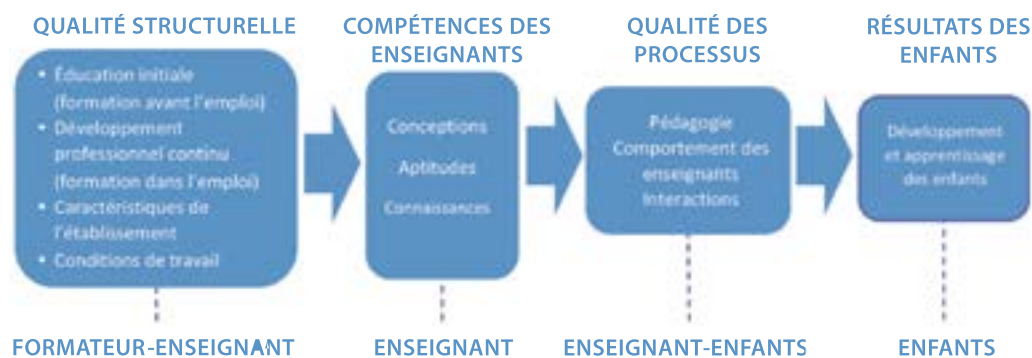 QUALITÉ STRUCTURELLE
• Éducation initiale
(formation avant l'emploi)
• Développement
professionnel continu
(formation dans l'emploi)
• Caractéristiques de
l'établissement
• Conditions de travail
FORMATEUR-ENSEIGNANT
COMPÉTENCES DES
ENSEIGNANTS
Conceptions
Aptitudes
Connaissances
ENSEIGNANT
QUALITÉ DES
PROCESSUS
Pédagogie
Comportement des
enseignants
Interactions
ENSEIGNANT-ENFANTS
RÉSULTATS DES
ENFANTS
Développement
et apprentissage
des enfants
ENFANTS